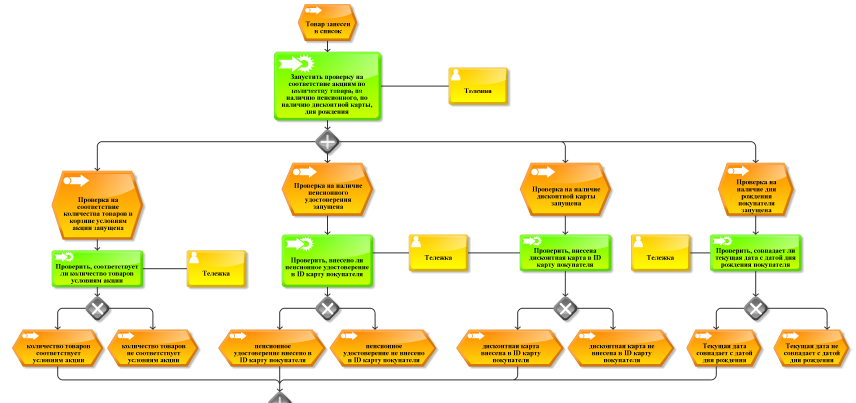 Товар занесен
в список
Запустить проверку на
соответствие акциям по
количеству товара, по
наличию пенсионного, по
наличию дисконтной карты,
дня рождения
Тележка
Проверка на
соответствие
количества товаров в
корзине условиям
акции запущена
Проверка на наличие
пенсионного
удостоверения
запущена
Проверка на наличие
дисконтной карты
запущена
Проверка на
наличие дня
рождения
покупателя
запущена
Проверить, соответствует
ли количество товаров
условиям акции
Тележка
Проверить, внесено ли
пенсионное удостоверение
в ID карту покупателя
Тележка
Проверить, внесена
дисконтная карта в ID
карту покупателя
Тележка
Проверить, совпадает ли
текущая дата с датой дня
рождения покупателя
количество товаров
соответствует
условиям акции
количество товаров
не соответствует
условиям акции
пенсионное
удостоверение внесено в
ID карту покупателя
пенсионное
удостоверение не внесено
в ID карту покупателя
дисконтная карта
внесена в ID карту
покупателя
дисконтная карта не
внесена в ID карту
покупателя
Текущая дата
совпадает с датой
дня рождения
Текущая дата не
совпадает с датой
дня рождения